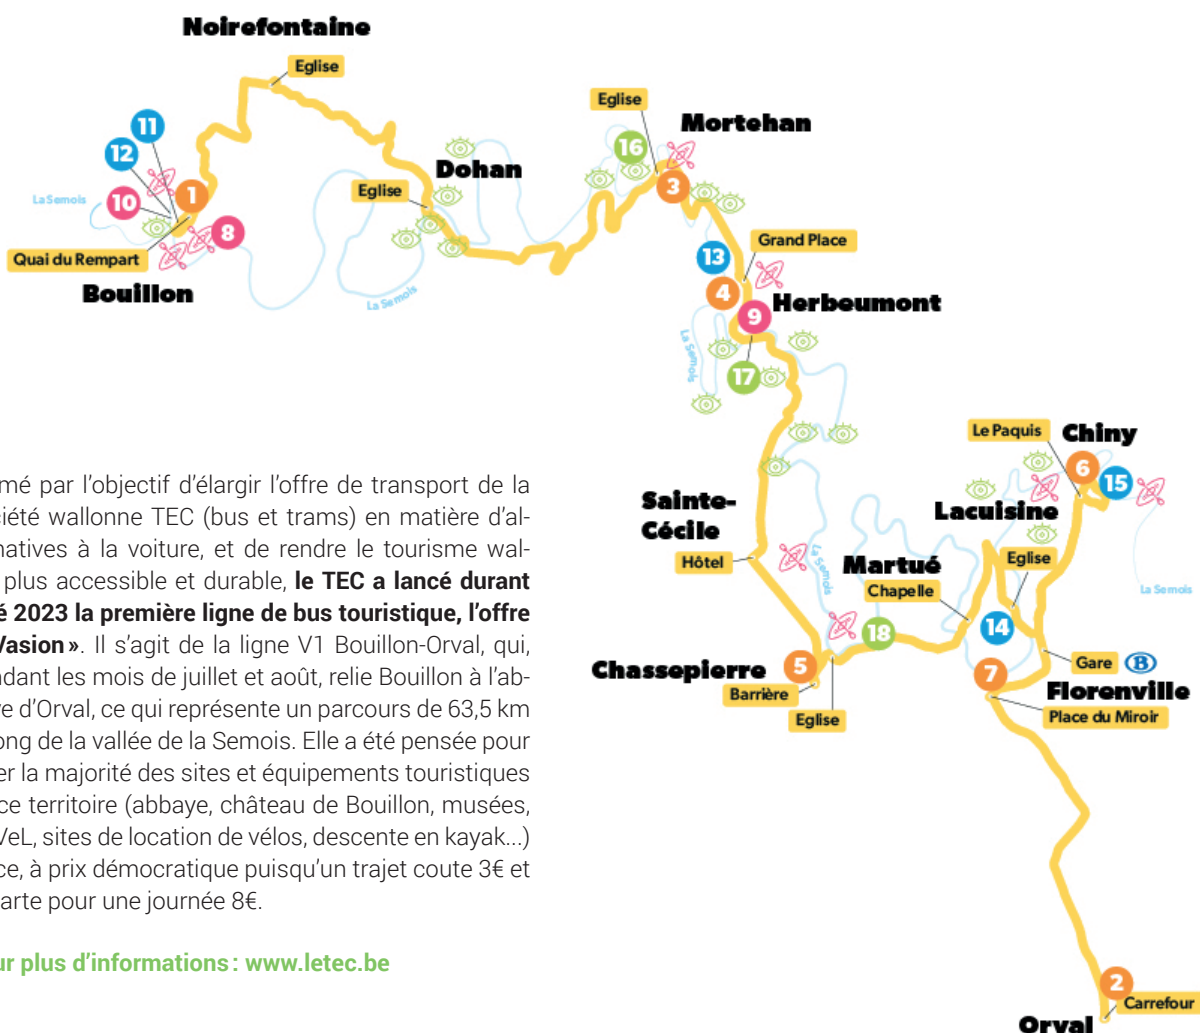 Noirefontaine
Eglise
11
12
10
1
8
La Semois
Quai du Rempart
Bouillon
Dohan
Eglise
La Semois
Eglise
16
Mortehan
3
Grand Place
13
4
9
Herbeumont
La Semois
17
Le Paquis
Chiny
6
15
Lacuisine
Eglise
La Semois
Sainte-
Cécile
Hôtel
La Semois
Martué
Chapelle
14
18
Chassepierre
5
Barrière
Eglise
7
Gare
B
Florenville
Place du Miroir
2
Carrefour
Orval
mé par l’objectif d’élargir l’offre de transport de la
ciété wallonne TEC (bus et trams) en matière d’al-
natives à la voiture, et de rendre le tourisme wal-
plus accessible et durable, le TEC a lancé durant
é 2023 la première ligne de bus touristique, l’offre
Vasion ». Il s’agit de la ligne V1 Bouillon-Orval, qui,
dant les mois de juillet et août, relie Bouillon à l’ab-
e d’Orval, ce qui représente un parcours de 63,5 km
ong de la vallée de la Semois. Elle a été pensée pour
er la majorité des sites et équipements touristiques
ce territoire (abbaye, château de Bouillon, musées,
VeL, sites de location de vélos, descente en kayak...)
ce, à prix démocratique puisqu’un trajet coute 3€ et
arte pour une journée 8€.
ur plus d’informations : www.letec.be